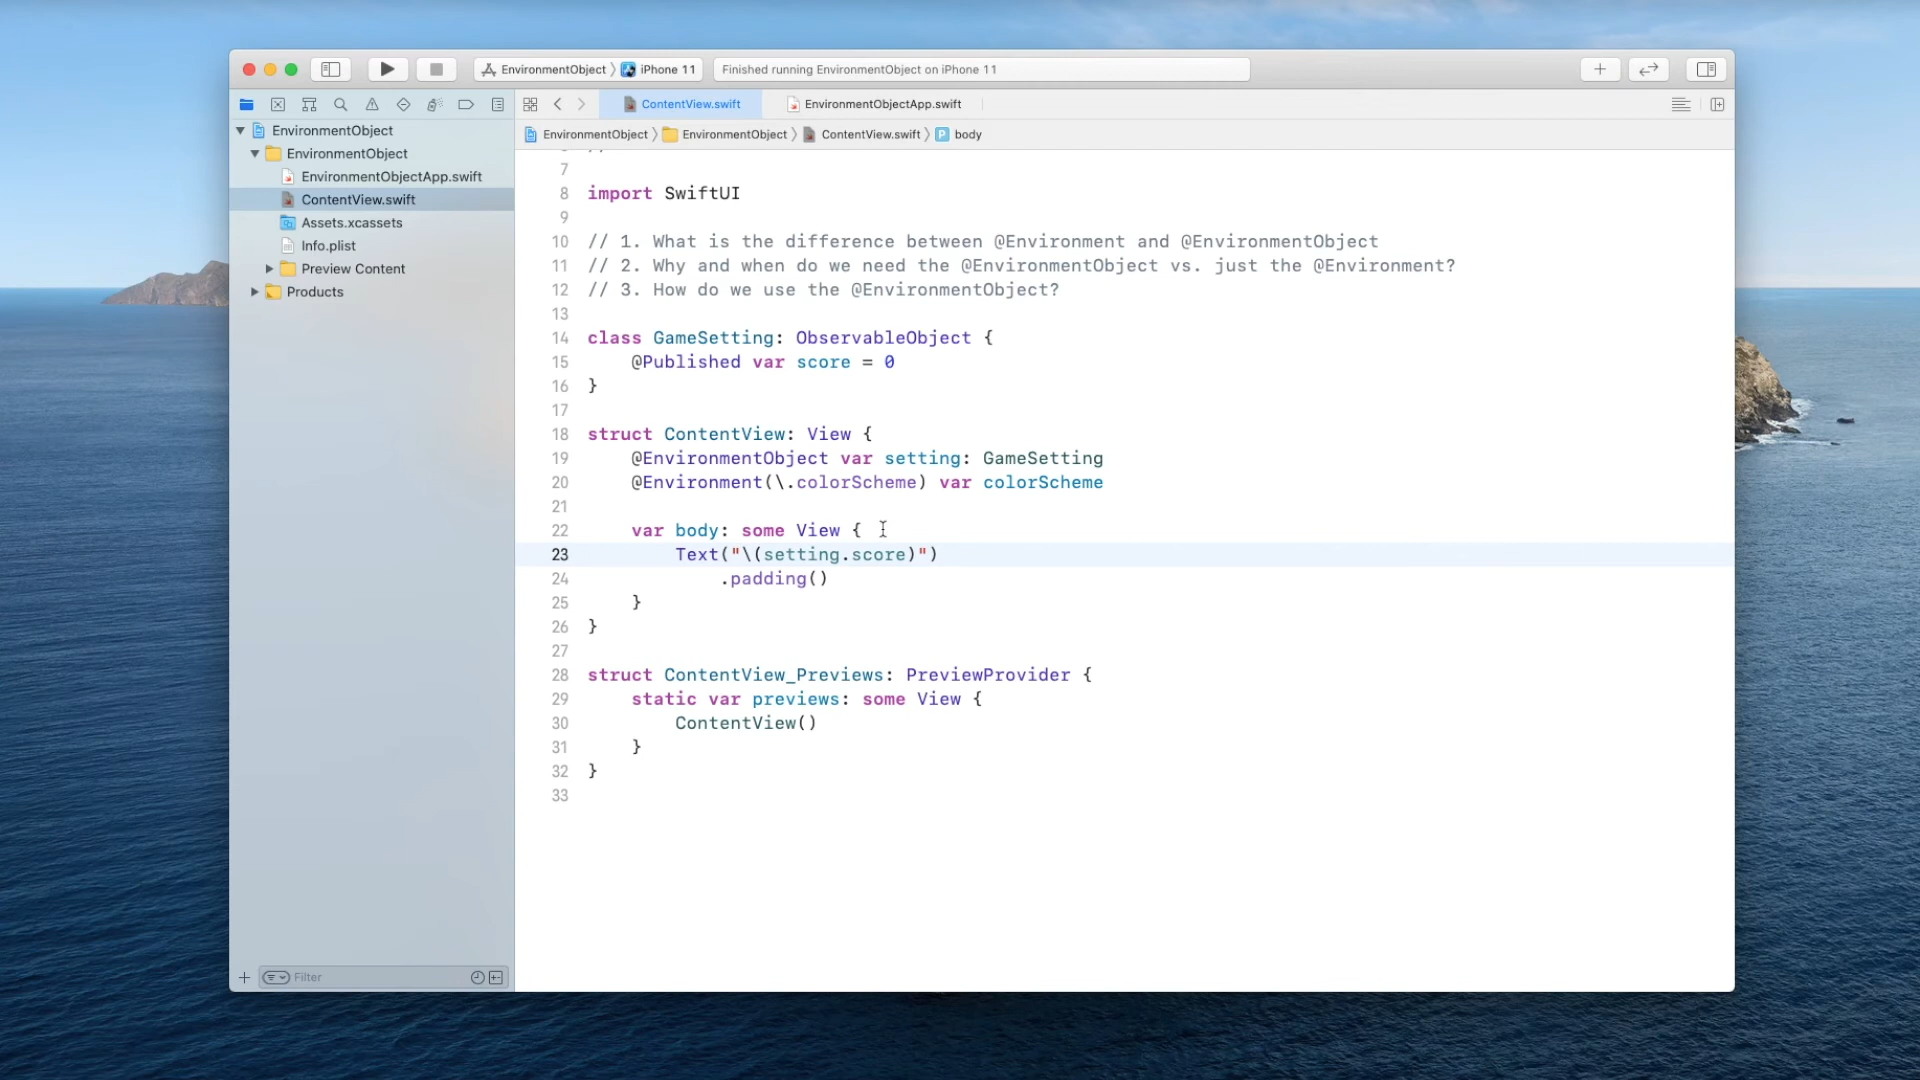 EnvironmentObject
iPhone 11
Finished running EnvironmentObject on iPhone 11
ContentView.swift
EnvironmentObjectApp.swift
EnvironmentObject
EnvironmentObject
ContentView.swift
body
EnvironmentObject
EnvironmentObject
EnvironmentObjectApp.swift
ContentView.swift
Assets.xcassets
Info.plist
Preview Content
Products
7
8 import SwiftUI
9
10 // 1. What is the difference between @Environment and @EnvironmentObject
11 // 2. Why and when do we need the @EnvironmentObject vs. just the @Environment?
12 // 3. How do we use the @EnvironmentObject?
13
14 class GameSetting: ObservableObject {
15 @Published var score = 0
16 }
17
18 struct ContentView: View {
19 @EnvironmentObject var setting: GameSetting
20 @Environment(\.colorScheme) var colorScheme
21
22 var body: some View {
23 Text("\(setting.score)")
24 .padding()
25 }
26 }
27
28 struct ContentView_Previews: PreviewProvider {
29 static var previews: some View {
30 ContentView()
31 }
32 }
33
Filter